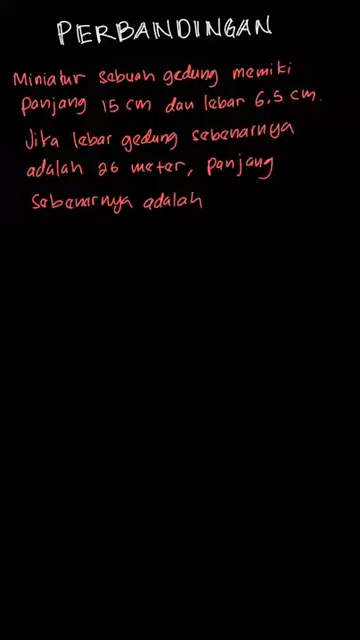 PERBANDINGAN
Miniatur sebuah gedung memiki
panjang 15 cm dan lebar 6,5 cm.
Jika lebar gedung sebenarnya
adalah 26 meter, panjang
sebenarnya adalah